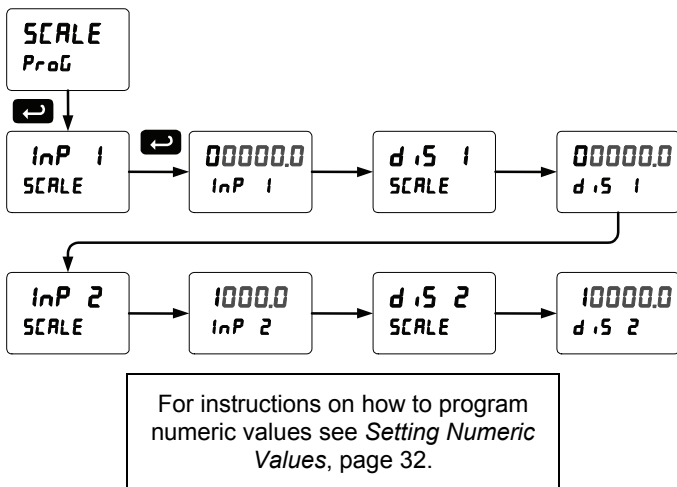 SCALE
ProG
InP 1
SCALE
00000.0
InP 1
diS 1
SCALE
00000.0
diS 1
InP 2
SCALE
1000.0
InP 2
diS 2
SCALE
10000.0
diS 2
For instructions on how to program
numeric values see Setting Numeric
Values, page 32.